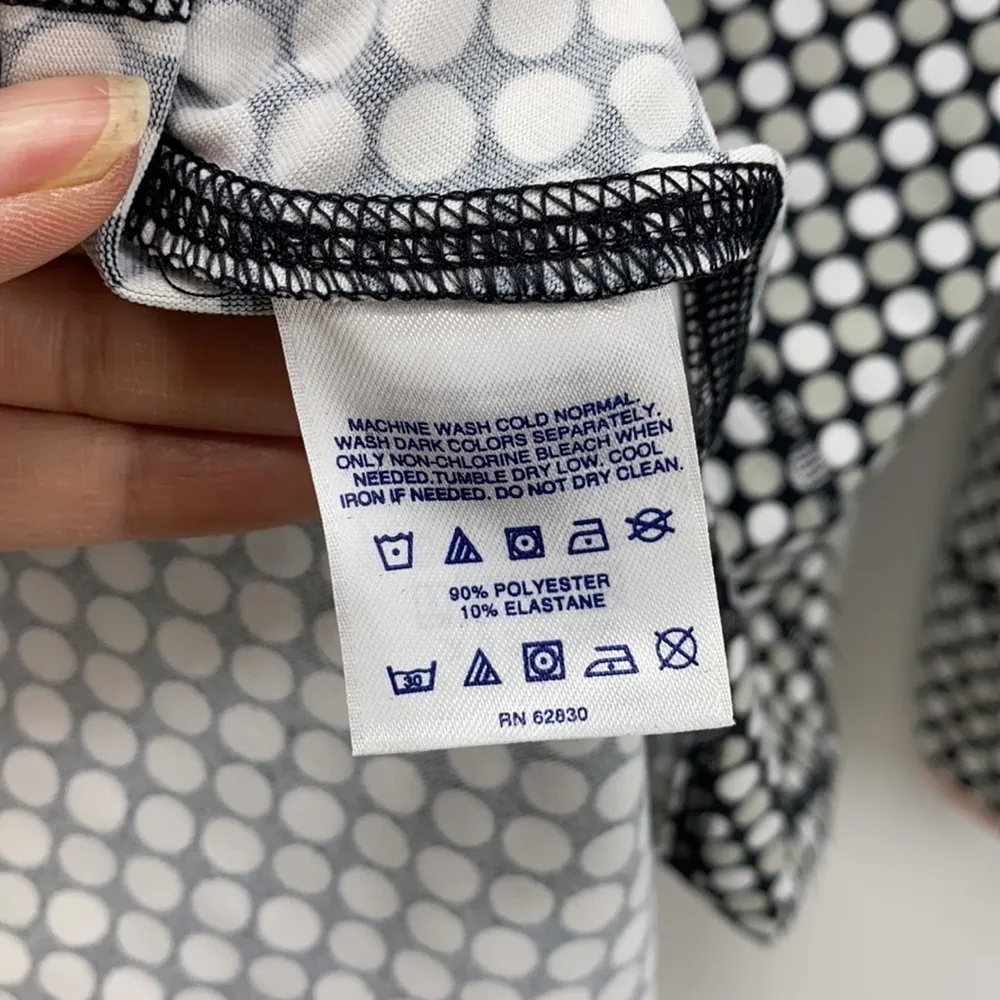 MACHINE WASH COLD NORMAL.
WASH DARK COLORS SEPARATELY.
ONLY NON-CHLORINE BLEACH WHEN
NEEDED.TUMBLE DRY LOW. COOL
IRON IF NEEDED. DO NOT DRY CLEAN.
90% POLYESTER
10% ELASTANE
30
RN 62830